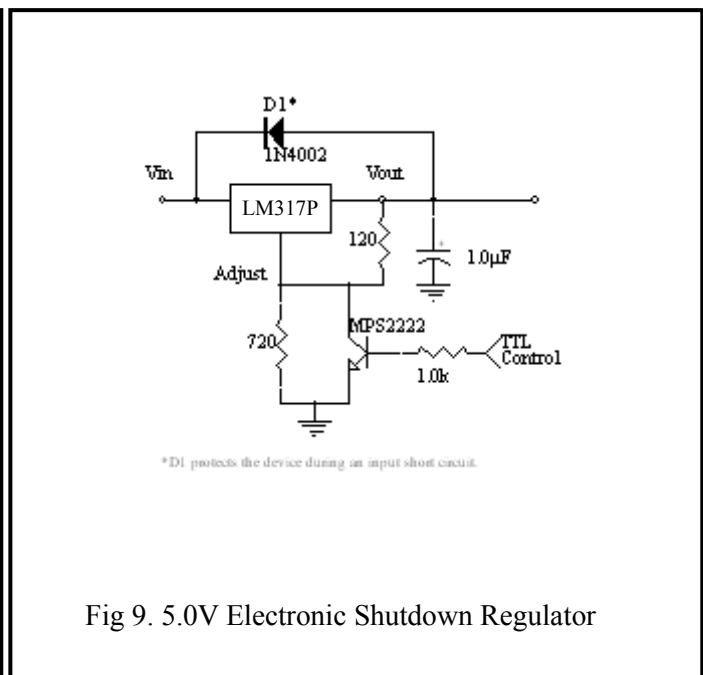 D1*
1N4002
Vin
Vout
LM317P
120
1.0µF
Adjust
MPS2222
720
TTL
Control
1.0k
*D1 protects the device during an input short circuit.
Fig 9. 5.0V Electronic Shutdown Regulator